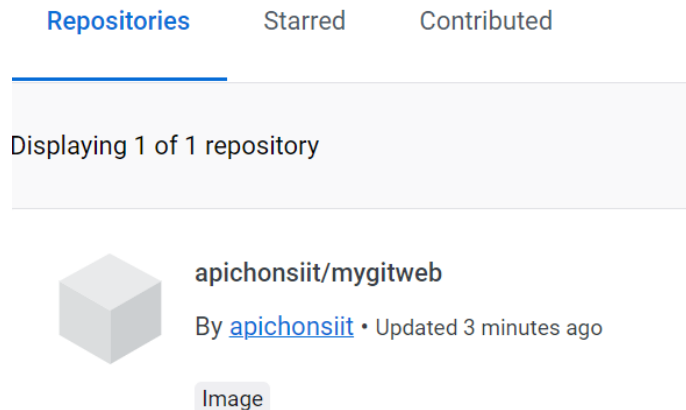 Repositories Starred Contributed
Displaying 1 of 1 repository
apichonsiit/mygitweb
By apichonsiit • Updated 3 minutes ago
Image